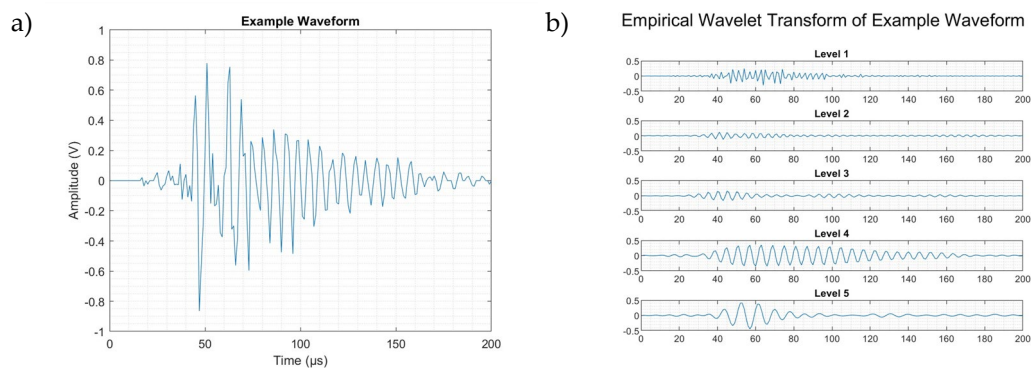 a)
Example Waveform
1
0.8
0.6
0.4
0.2
0
-0.2
-0.4
-0.6
-0.8
-1
Amplitude (V)
0 50 100 150 200
Time (µs)
b)
Empirical Wavelet Transform of Example Waveform
Level 1
0.5
0
-0.5
0 20 40 60 80 100 120 140 160 180 200
Level 2
0.5
0
-0.5
0 20 40 60 80 100 120 140 160 180 200
Level 3
0.5
0
-0.5
0 20 40 60 80 100 120 140 160 180 200
Level 4
0.5
0
-0.5
0 20 40 60 80 100 120 140 160 180 200
Level 5
0.5
0
-0.5
0 20 40 60 80 100 120 140 160 180 200